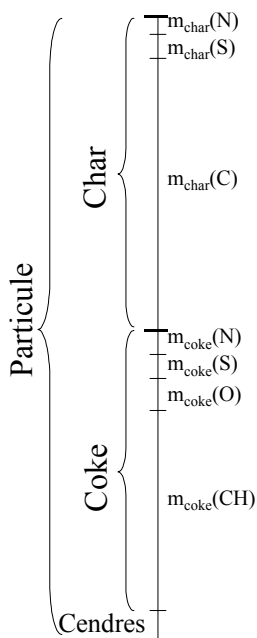 m_char(N)
m_char(S)
Char
m_char(C)
Particule
m_coke(N)
m_coke(S)
m_coke(O)
Coke
m_coke(CH)
Cendres